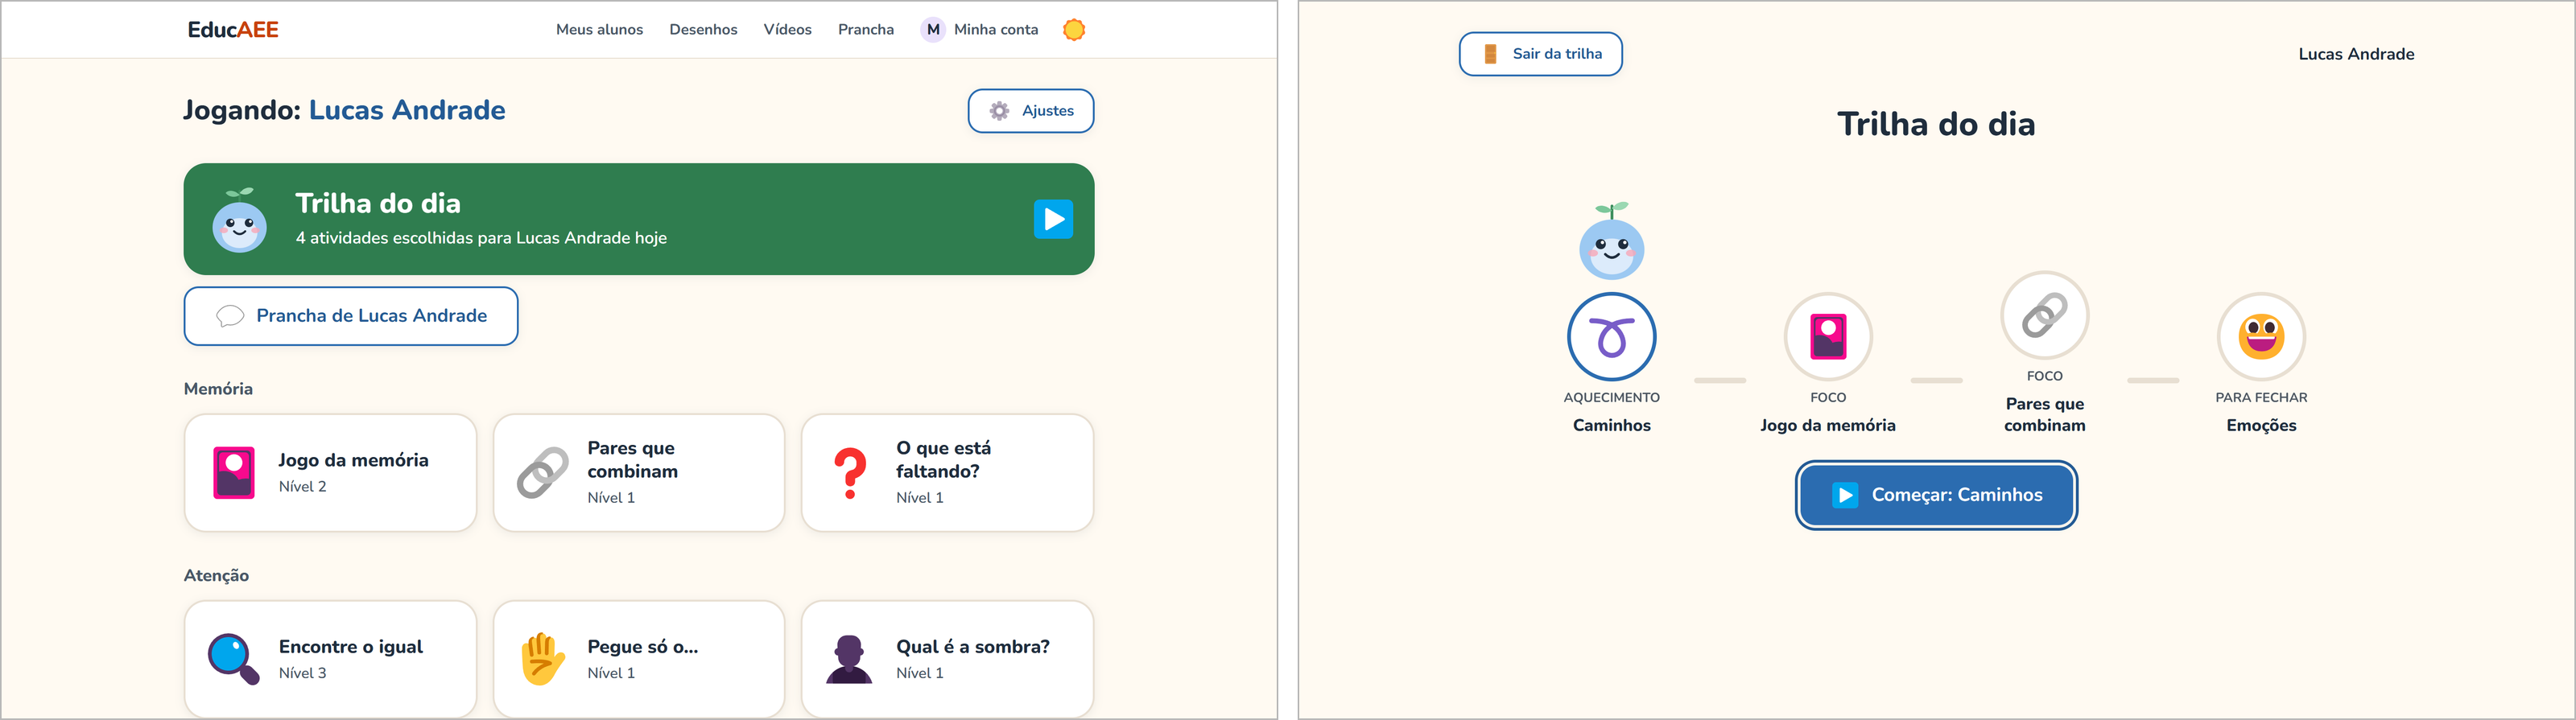 EducAEE
Meus alunos
Desenhos
Vídeos
Prancha
M
Minha conta
Jogando: Lucas Andrade
Ajustes
Trilha do dia
4 atividades escolhidas para Lucas Andrade hoje
Prancha de Lucas Andrade
Memória
Jogo da memória
Nível 2
Pares que
combinam
Nível 1
O que está
faltando?
Nível 1
Atenção
Encontre o igual
Nível 3
Pegue só o...
Nível 1
Qual é a sombra?
Nível 1
Sair da trilha
Lucas Andrade
Trilha do dia
AQUECIMENTO
Caminhos
FOCO
Jogo da memória
FOCO
Pares que
combinam
PARA FECHAR
Emoções
Começar: Caminhos